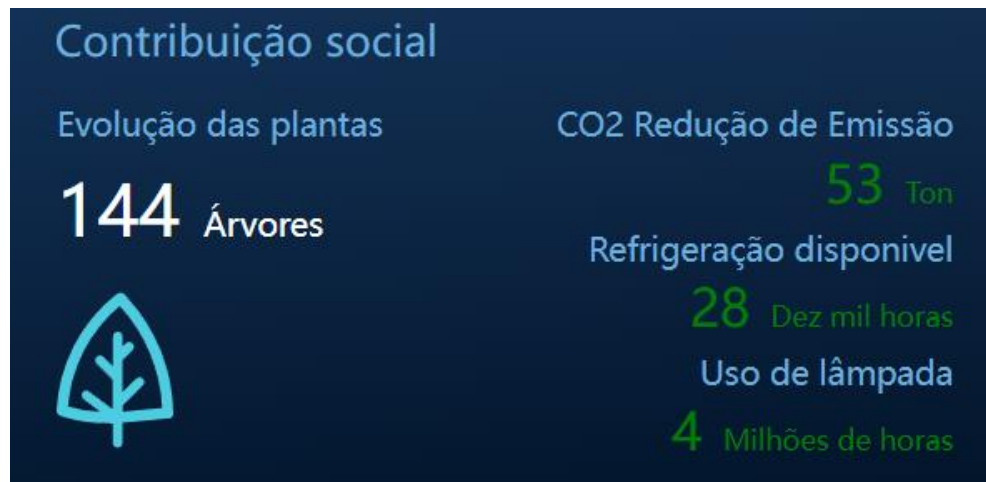 Contribuição social
Evolução das plantas
144 Árvores
CO2 Redução de Emissão
53 Ton
Refrigeração disponivel
28 Dez mil horas
Uso de lâmpada
4 Milhões de horas